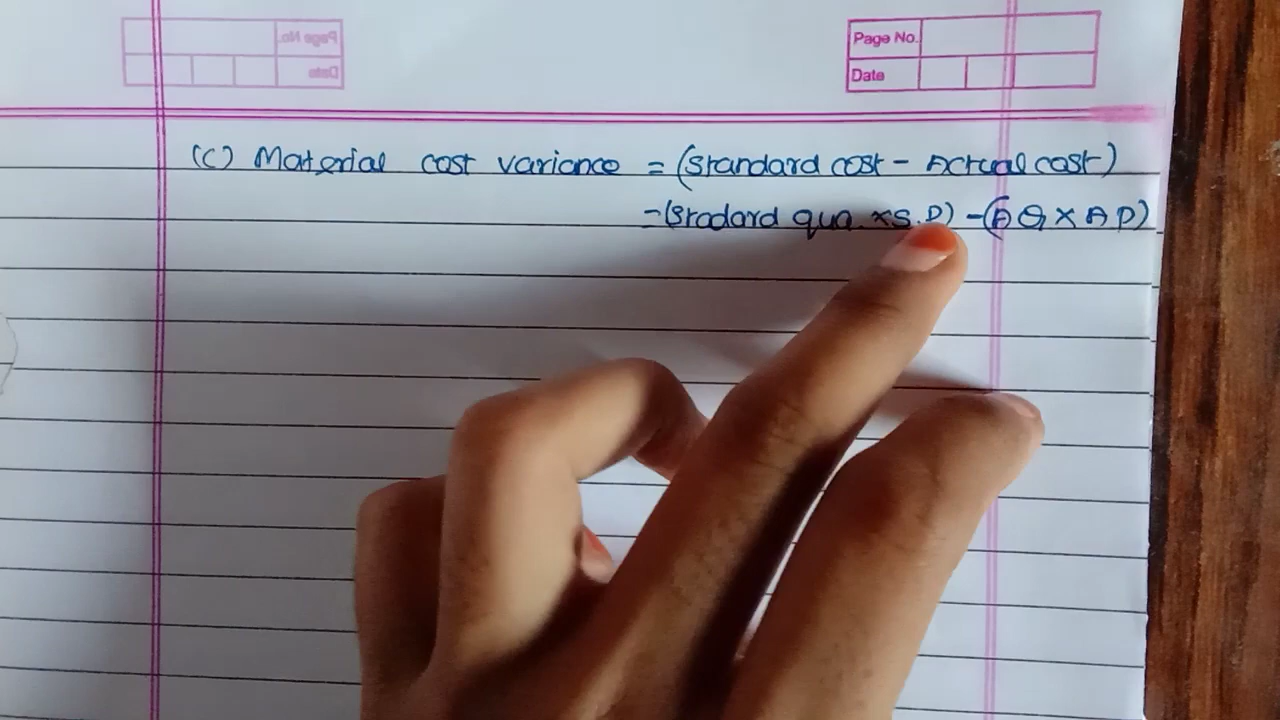 Page No.
Date
(C) Material cost variance = (Standard cost - Actual cost)
-(Stadard qua. x S.P) - (AQ X AP)